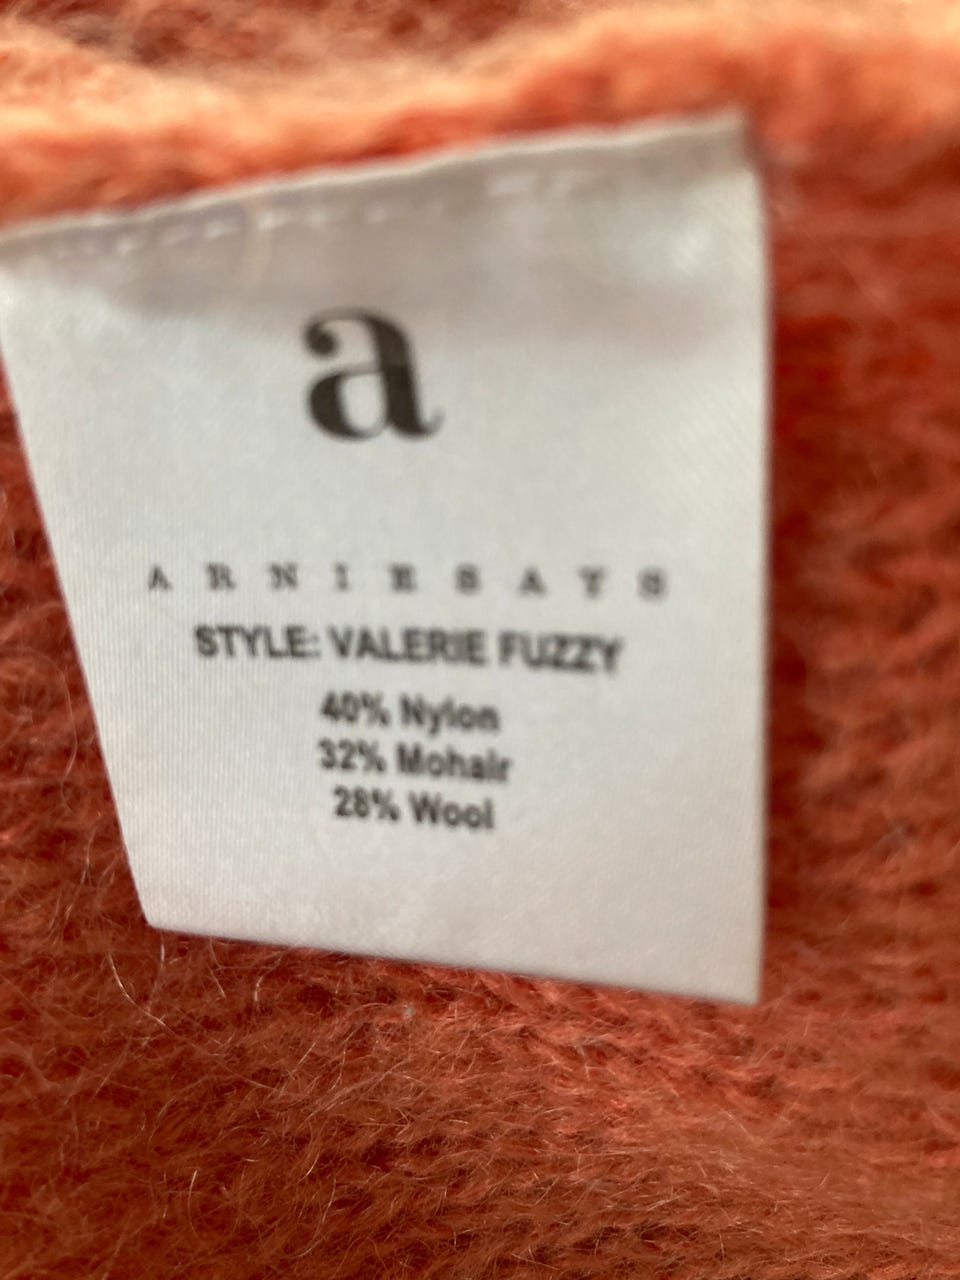 a
ARNIESAYS
STYLE: VALERIE FUZZY
40% Nylon
32% Mohair
28% Wool